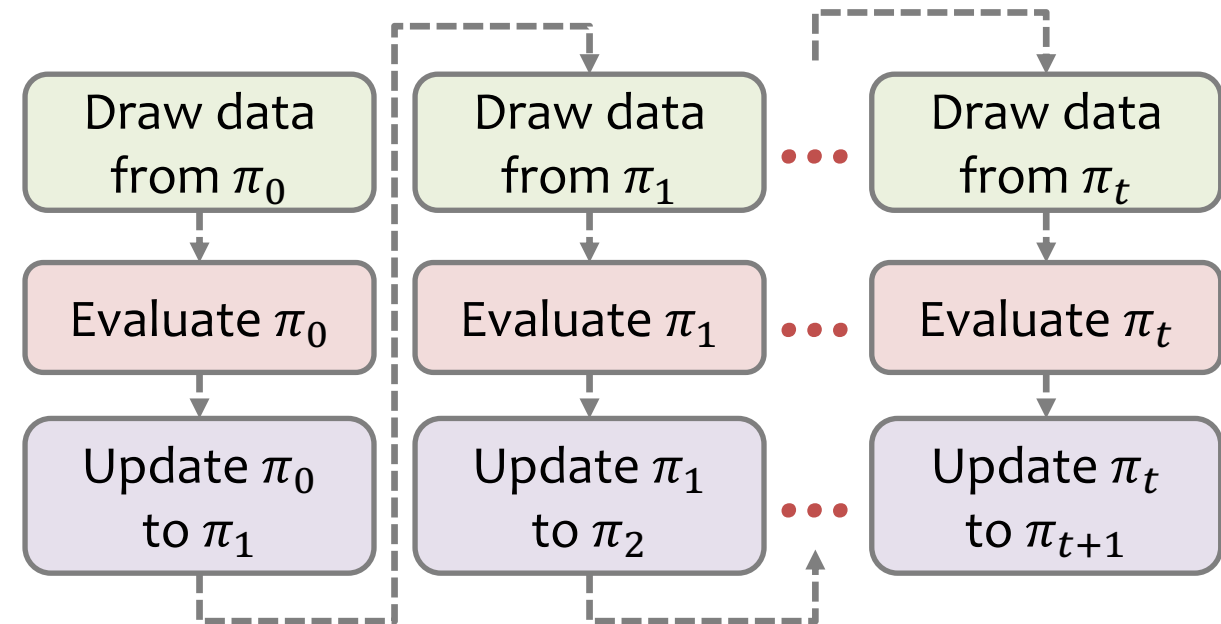 Draw data
from π₀
Evaluate π₀
Update π₀
to π₁
Draw data
from π₁
Evaluate π₁
Update π₁
to π₂
Draw data
from πₜ
Evaluate πₜ
Update πₜ
to πₜ₊₁